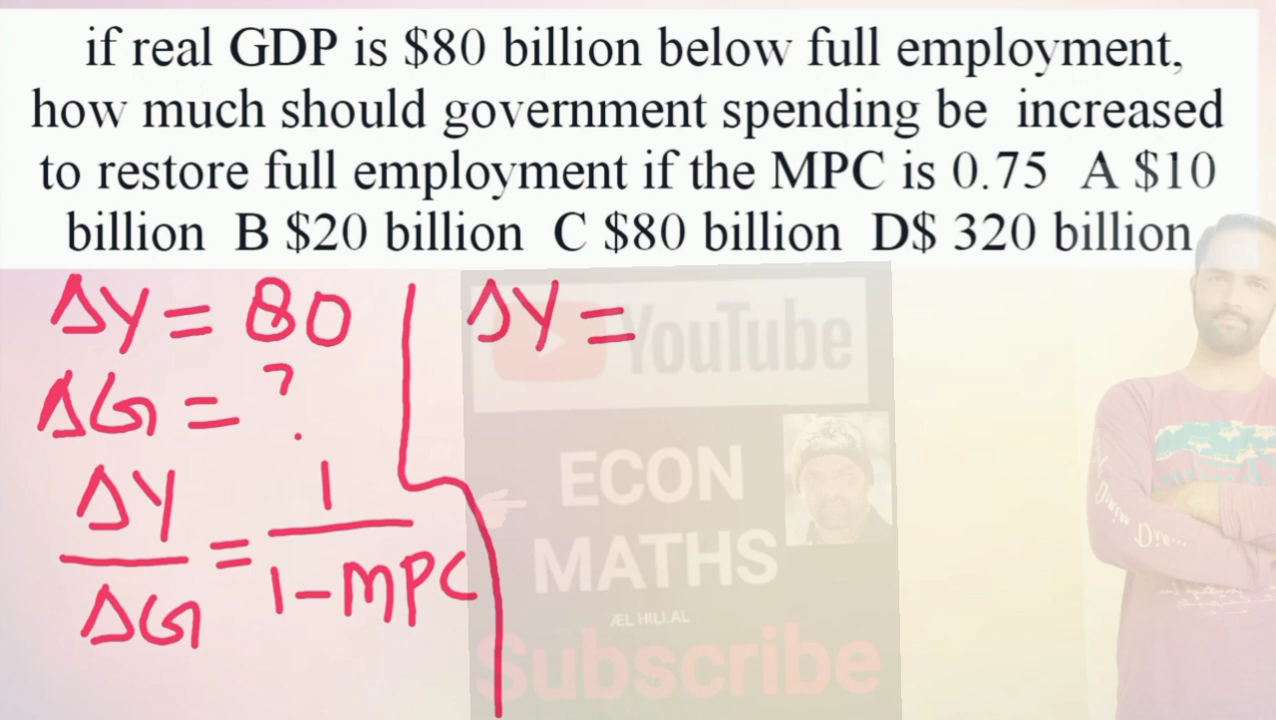 if real GDP is $80 billion below full employment,
how much should government spending be increased
to restore full employment if the MPC is 0.75 A $10
billion B $20 billion C $80 billion D$ 320 billion
ΔY = 80
ΔG = ?
ΔY/ΔG = 1/1-MPC
ΔY =
YouTube
ECON
MATHS
ÆL HILLAL
Subscribe